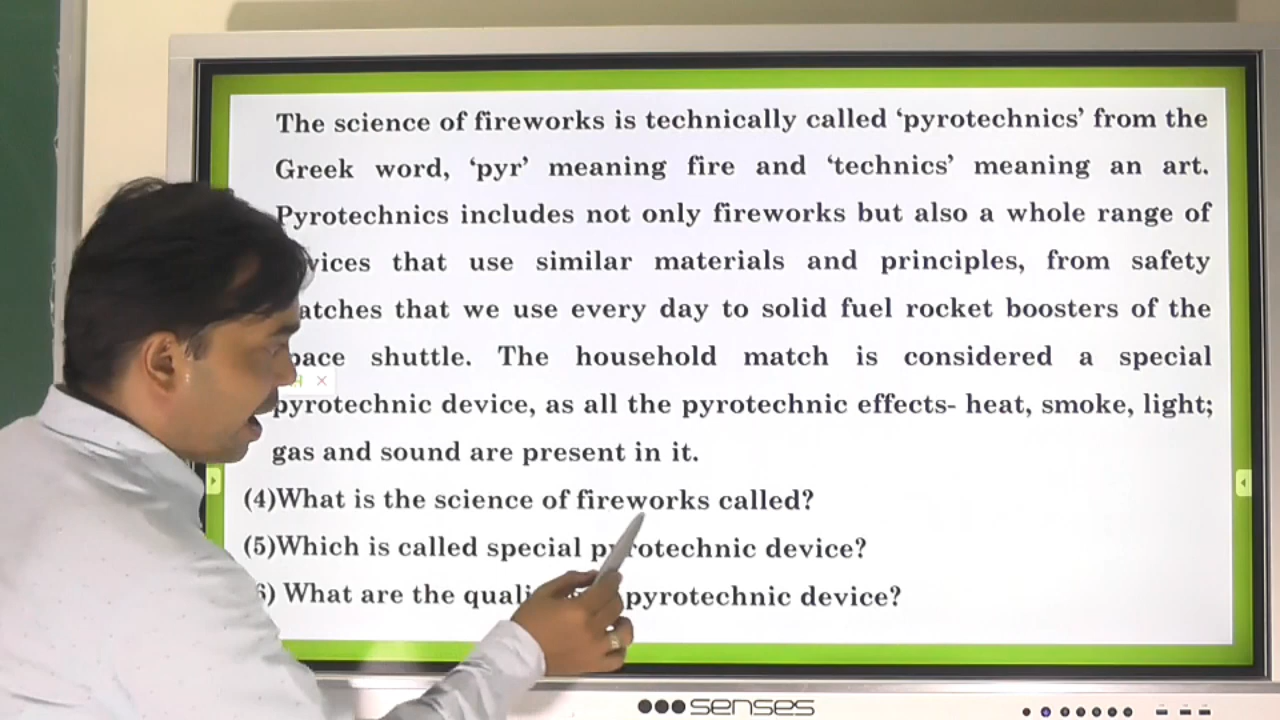 The science of fireworks is technically called ‘pyrotechnics’ from the
Greek word, ‘pyr’ meaning fire and ‘technics’ meaning an art.
Pyrotechnics includes not only fireworks but also a whole range of
vices that use similar materials and principles, from safety
atches that we use every day to solid fuel rocket boosters of the
pace shuttle. The household match is considered a special
pyrotechnic device, as all the pyrotechnic effects- heat, smoke, light;
gas and sound are present in it.
(4)What is the science of fireworks called?
(5)Which is called special pyrotechnic device?
6) What are the quali pyrotechnic device?
senses